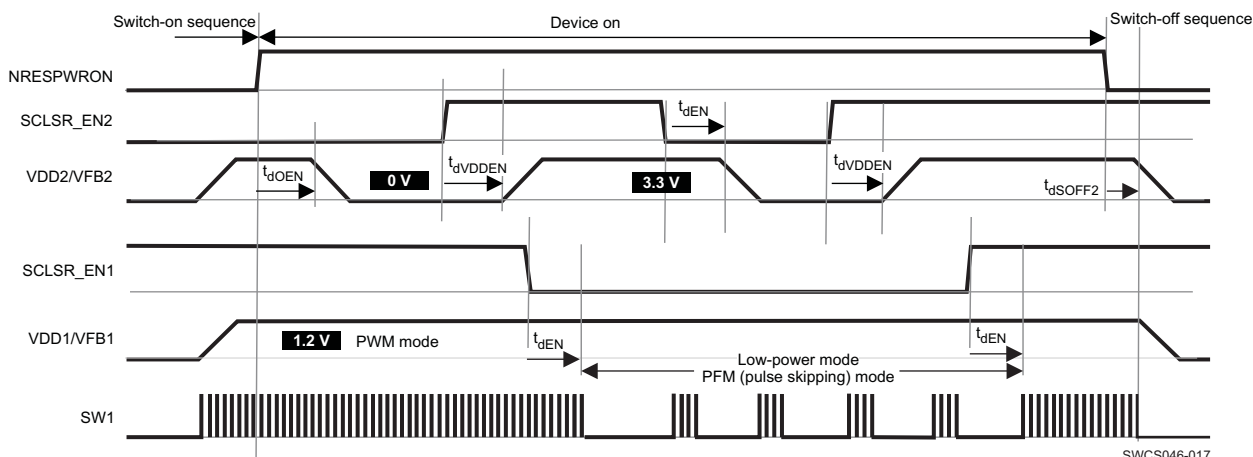 Switch-on sequence
Device on
Switch-off sequence
NRESPWRON
SCLSR_EN2
tdEN
VDD2/VFB2
tdOEN
0 V
tdVDDEN
3.3 V
tdVDDEN
tdSOFF2
SCLSR_EN1
VDD1/VFB1
1.2 V PWM mode
tdEN
tdEN
Low-power mode
PFM (pulse skipping) mode
SW1
SWCS046-017